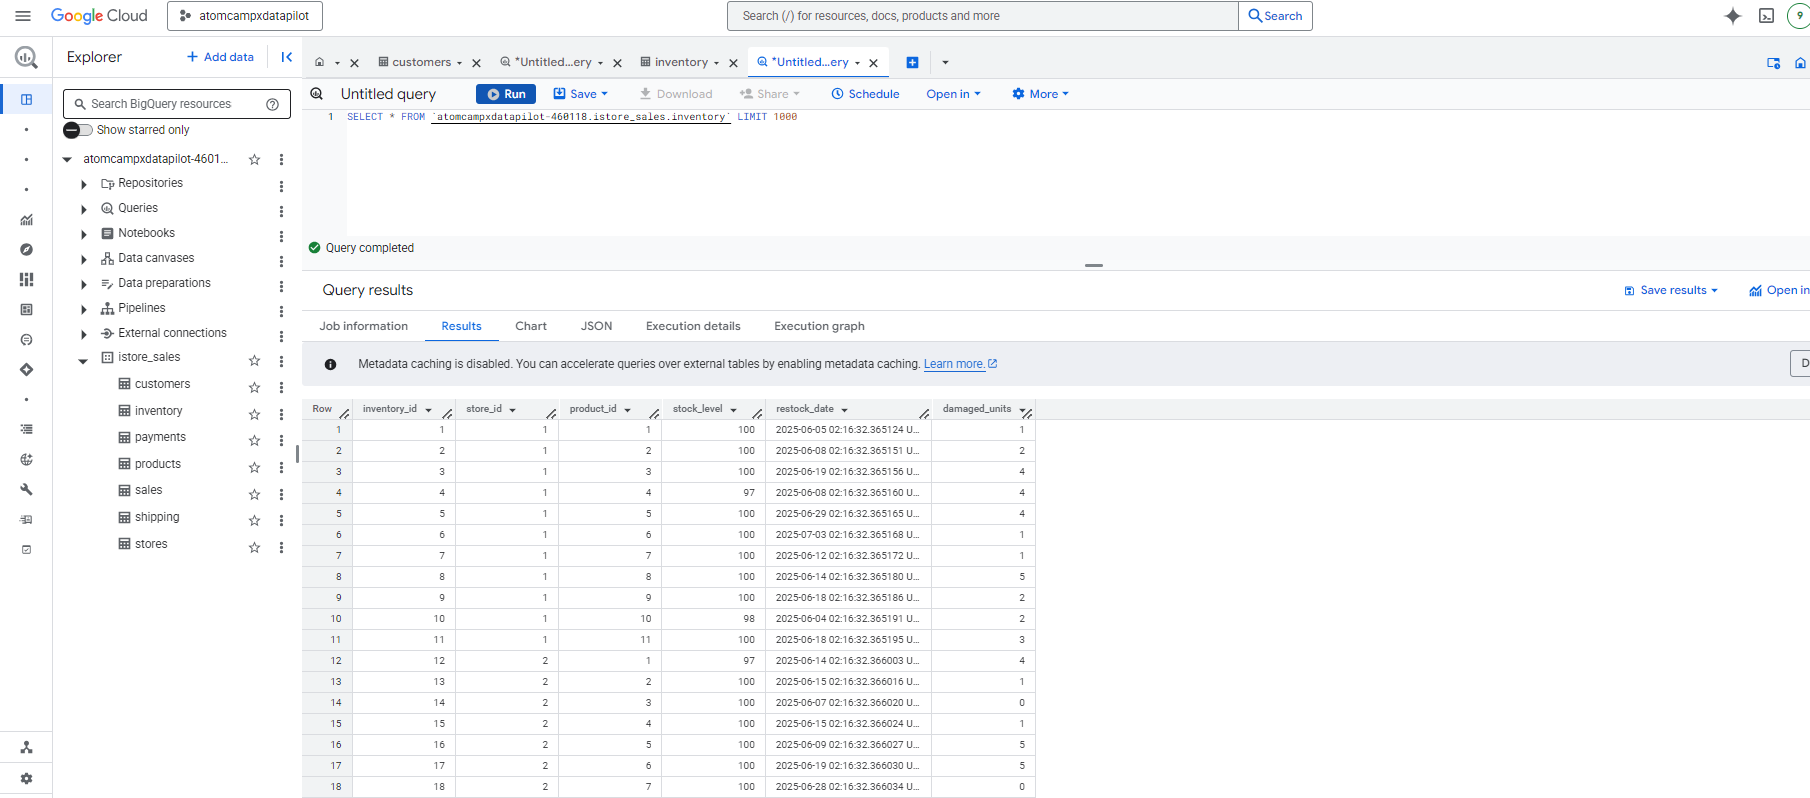 Google Cloud
atomcampxdatapilot
Search (/) for resources, docs, products and more
Search
9
Explorer
+ Add data
customers
*Untitled...ery
inventory
*Untitled...ery
Search BigQuery resources
Show starred only
Untitled query
Run
Save
Download
Share
Schedule
Open in
More
1 SELECT * FROM `atomcampxdatapilot-460118.istore_sales.inventory` LIMIT 1000
atomcampxdatapilot-4601...
Repositories
Queries
Notebooks
Data canvases
Data preparations
Pipelines
External connections
istore_sales
customers
inventory
payments
products
sales
shipping
stores
Query completed
Query results
Save results
Open in
Job information
Results
Chart
JSON
Execution details
Execution graph
Metadata caching is disabled. You can accelerate queries over external tables by enabling metadata caching. Learn more.
D
Row inventory_id store_id product_id stock_level restock_date damaged_units
1 1 1 1 100 2025-06-05 02:16:32.365124 U... 1
2 2 1 2 100 2025-06-08 02:16:32.365151 U... 2
3 3 1 3 100 2025-06-19 02:16:32.365156 U... 4
4 4 1 4 97 2025-06-08 02:16:32.365160 U... 4
5 5 1 5 100 2025-06-29 02:16:32.365165 U... 4
6 6 1 6 100 2025-07-03 02:16:32.365168 U... 1
7 7 1 7 100 2025-06-12 02:16:32.365172 U... 1
8 8 1 8 100 2025-06-14 02:16:32.365180 U... 5
9 9 1 9 100 2025-06-18 02:16:32.365186 U... 2
10 10 1 10 98 2025-06-04 02:16:32.365191 U... 2
11 11 1 11 100 2025-06-18 02:16:32.365195 U... 3
12 12 2 1 97 2025-06-14 02:16:32.366003 U... 4
13 13 2 2 100 2025-06-15 02:16:32.366016 U... 1
14 14 2 3 100 2025-06-07 02:16:32.366020 U... 0
15 15 2 4 100 2025-06-15 02:16:32.366024 U... 1
16 16 2 5 100 2025-06-09 02:16:32.366027 U... 5
17 17 2 6 100 2025-06-19 02:16:32.366030 U... 5
18 18 2 7 100 2025-06-28 02:16:32.366034 U... 0